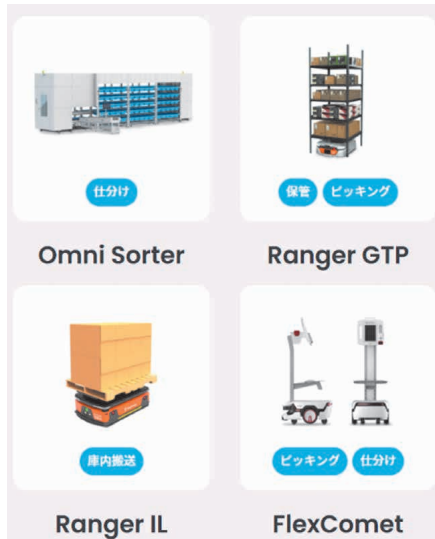 仕分け
保管 ピッキング
Omni Sorter
Ranger GTP
庫内搬送
ピッキング 仕分け
Ranger IL
FlexComet